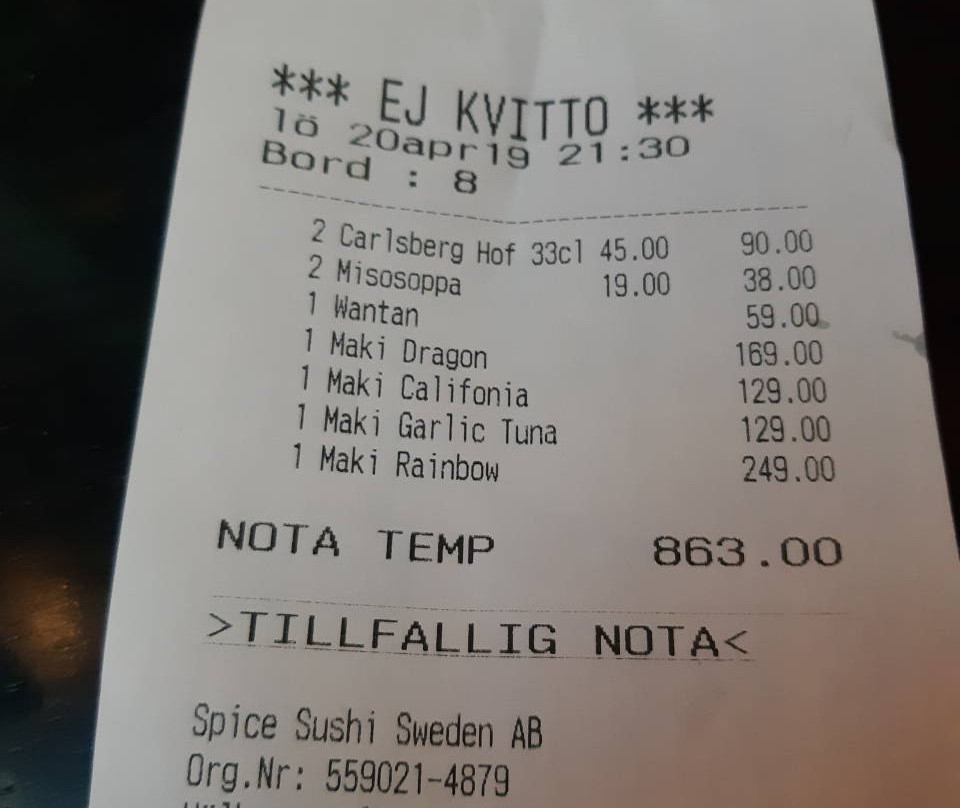 *** EJ KVITTO ***
lö 20apr19 21:30
Bord : 8
2 Carlsberg Hof 33cl 45.00 90.00
2 Misosoppa 19.00 38.00
1 Wantan 59.00
1 Maki Dragon 169.00
1 Maki Califonia 129.00
1 Maki Garlic Tuna 129.00
1 Maki Rainbow 249.00
NOTA TEMP 863.00
>TILLFALLIG NOTA<
Spice Sushi Sweden AB
Org.Nr: 559021-4879